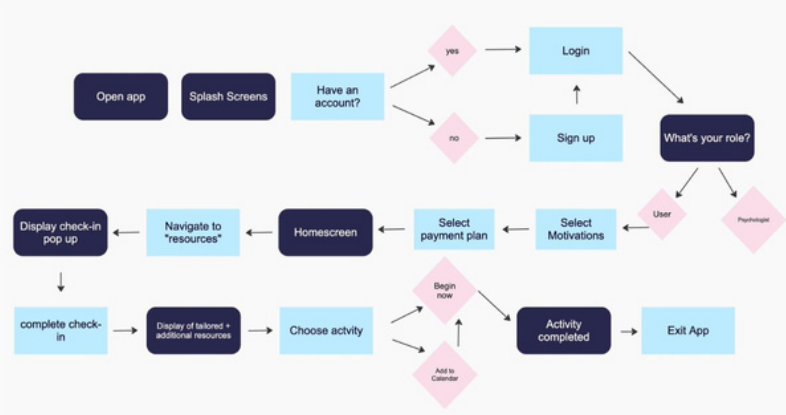 yes
Login
Open app
Splash Screens
Have an
account?
no
Sign up
What's your role?
Display check-in
pop up
Navigate to
"resources"
Homescreen
Select
payment plan
Select
Motivations
User
Psychologist
complete check-
in
Display of tailored +
additional resources
Choose actvity
Begin
now
Add to
Calendar
Activity
completed
Exit App